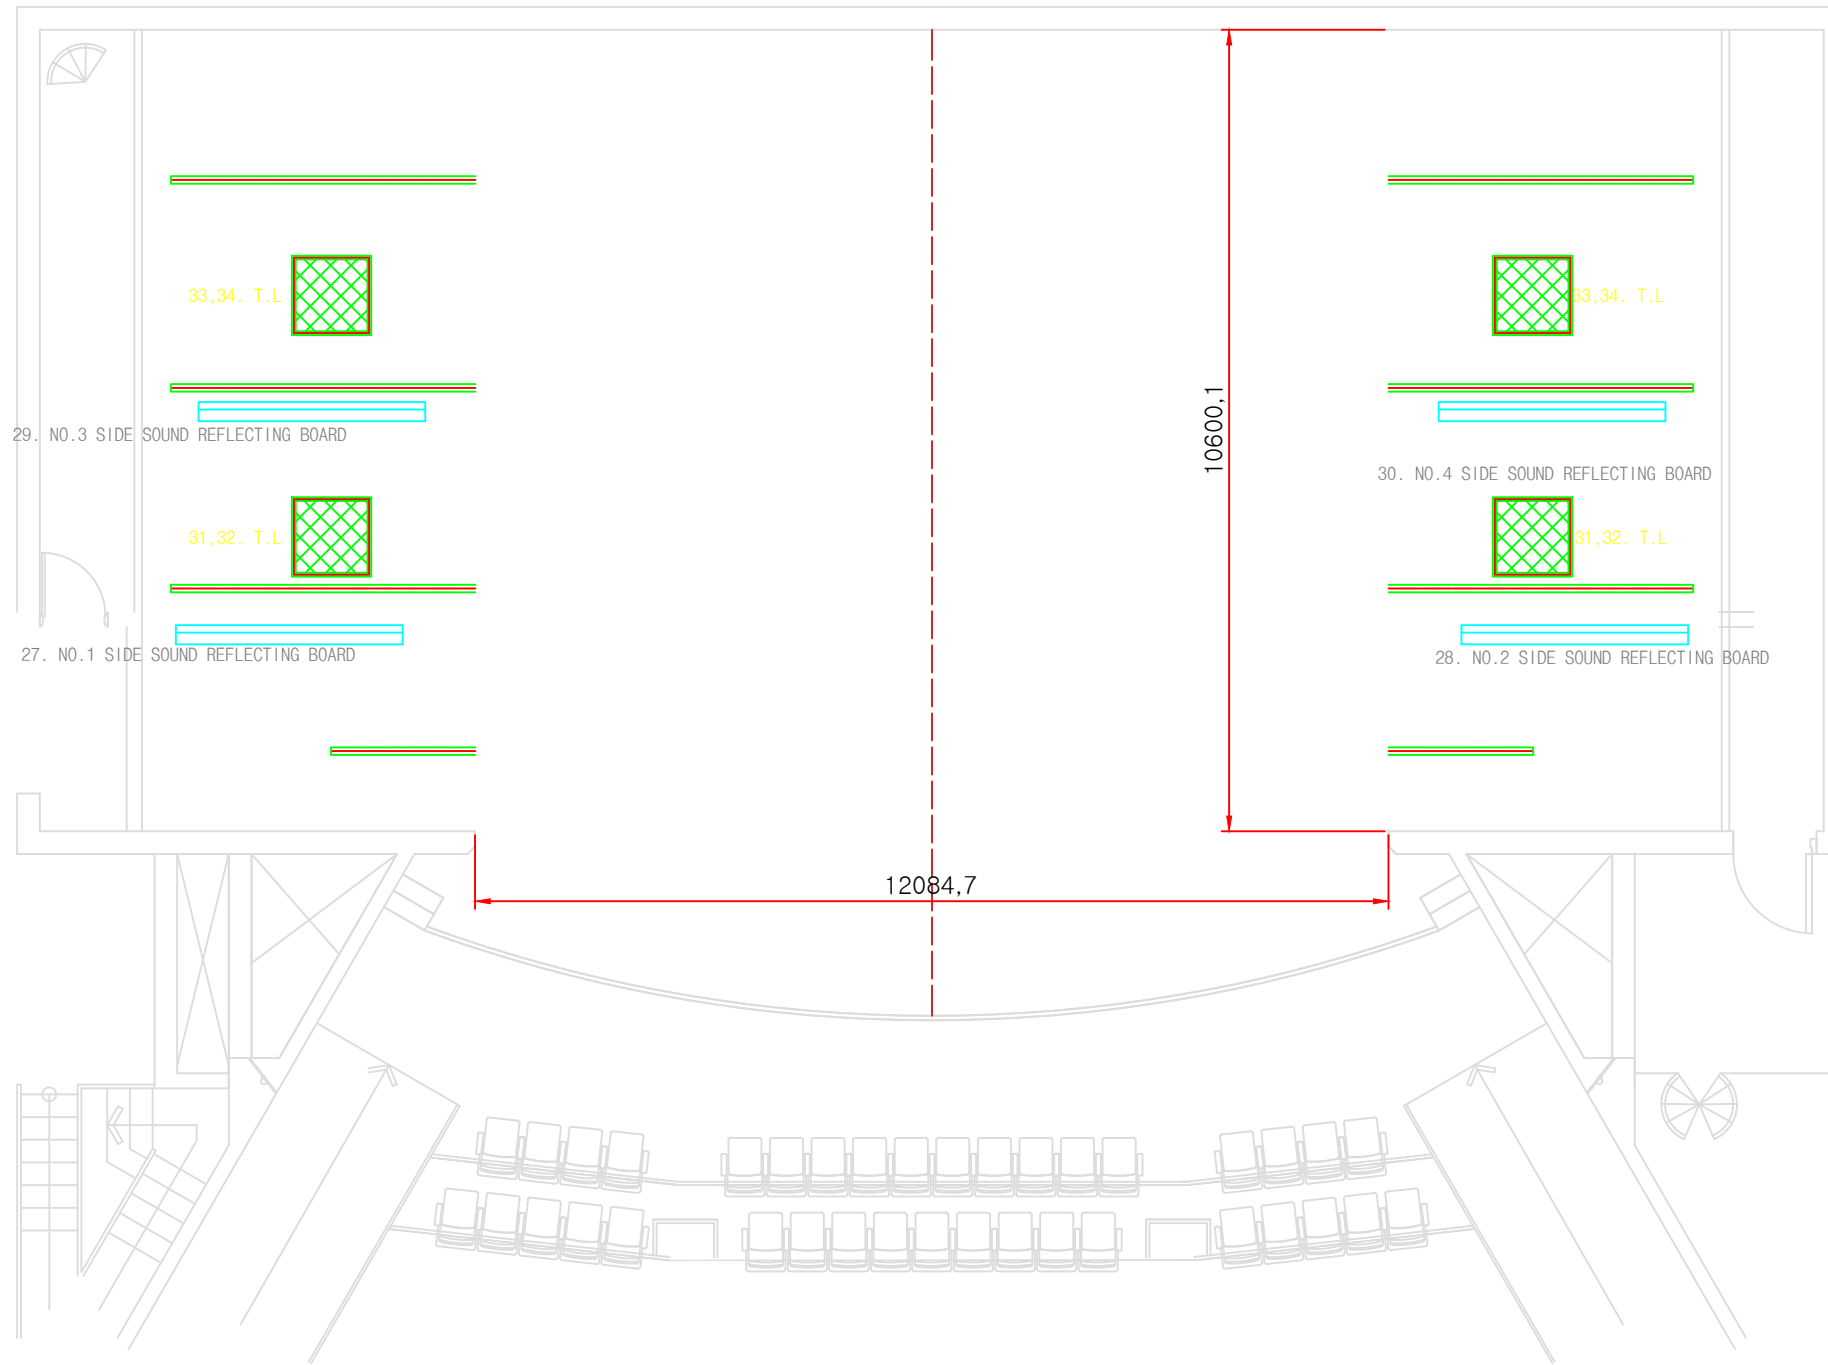 33,34. T.L
33,34. T.L
10600,1
29. NO.3 SIDE SOUND REFLECTING BOARD
30. NO.4 SIDE SOUND REFLECTING BOARD
31,32. T.L
31,32. T.L
27. NO.1 SIDE SOUND REFLECTING BOARD
28. NO.2 SIDE SOUND REFLECTING BOARD
12084,7